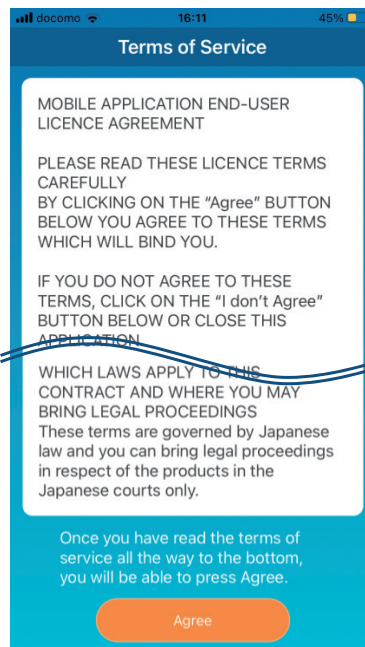 docomo 16:11 45%
Terms of Service
MOBILE APPLICATION END-USER
LICENCE AGREEMENT
PLEASE READ THESE LICENCE TERMS
CAREFULLY
BY CLICKING ON THE “Agree” BUTTON
BELOW YOU AGREE TO THESE TERMS
WHICH WILL BIND YOU.
IF YOU DO NOT AGREE TO THESE
TERMS, CLICK ON THE “I don’t Agree”
BUTTON BELOW OR CLOSE THIS
APPLICATION
WHICH LAWS APPLY TO THIS
CONTRACT AND WHERE YOU MAY
BRING LEGAL PROCEEDINGS
These terms are governed by Japanese
law and you can bring legal proceedings
in respect of the products in the
Japanese courts only.
Once you have read the terms of
service all the way to the bottom,
you will be able to press Agree.
Agree